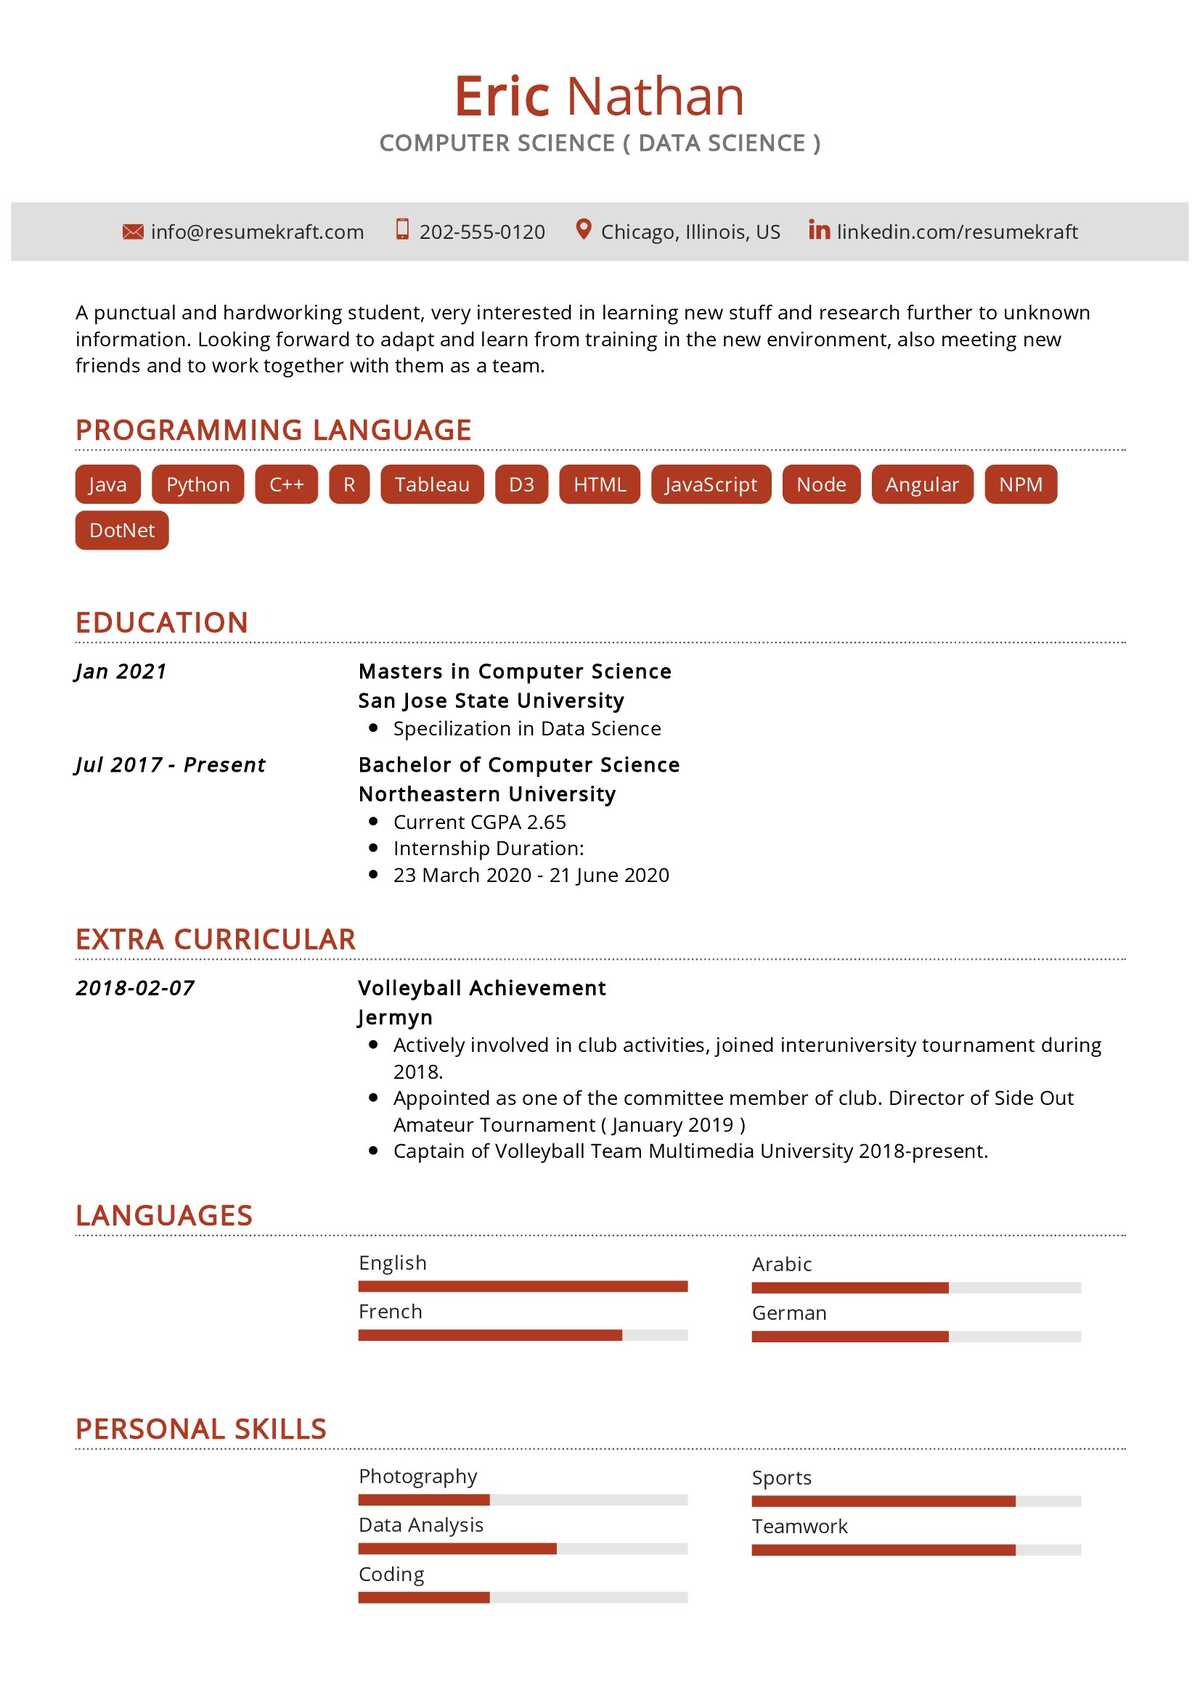 Eric Nathan
COMPUTER SCIENCE ( DATA SCIENCE )
info@resumekraft.com 202-555-0120 Chicago, Illinois, US linkedin.com/resumekraft
A punctual and hardworking student, very interested in learning new stuff and research further to unknown
information. Looking forward to adapt and learn from training in the new environment, also meeting new
friends and to work together with them as a team.
PROGRAMMING LANGUAGE
Java Python C++ R Tableau D3 HTML JavaScript Node Angular NPM
DotNet
EDUCATION
Jan 2021 Masters in Computer Science
San Jose State University
• Specilization in Data Science
Jul 2017 - Present Bachelor of Computer Science
Northeastern University
• Current CGPA 2.65
• Internship Duration:
• 23 March 2020 - 21 June 2020
EXTRA CURRICULAR
2018-02-07 Volleyball Achievement
Jermyn
• Actively involved in club activities, joined interuniversity tournament during
2018.
• Appointed as one of the committee member of club. Director of Side Out
Amateur Tournament ( January 2019 )
• Captain of Volleyball Team Multimedia University 2018-present.
LANGUAGES
English Arabic
French German
PERSONAL SKILLS
Photography Sports
Data Analysis Teamwork
Coding